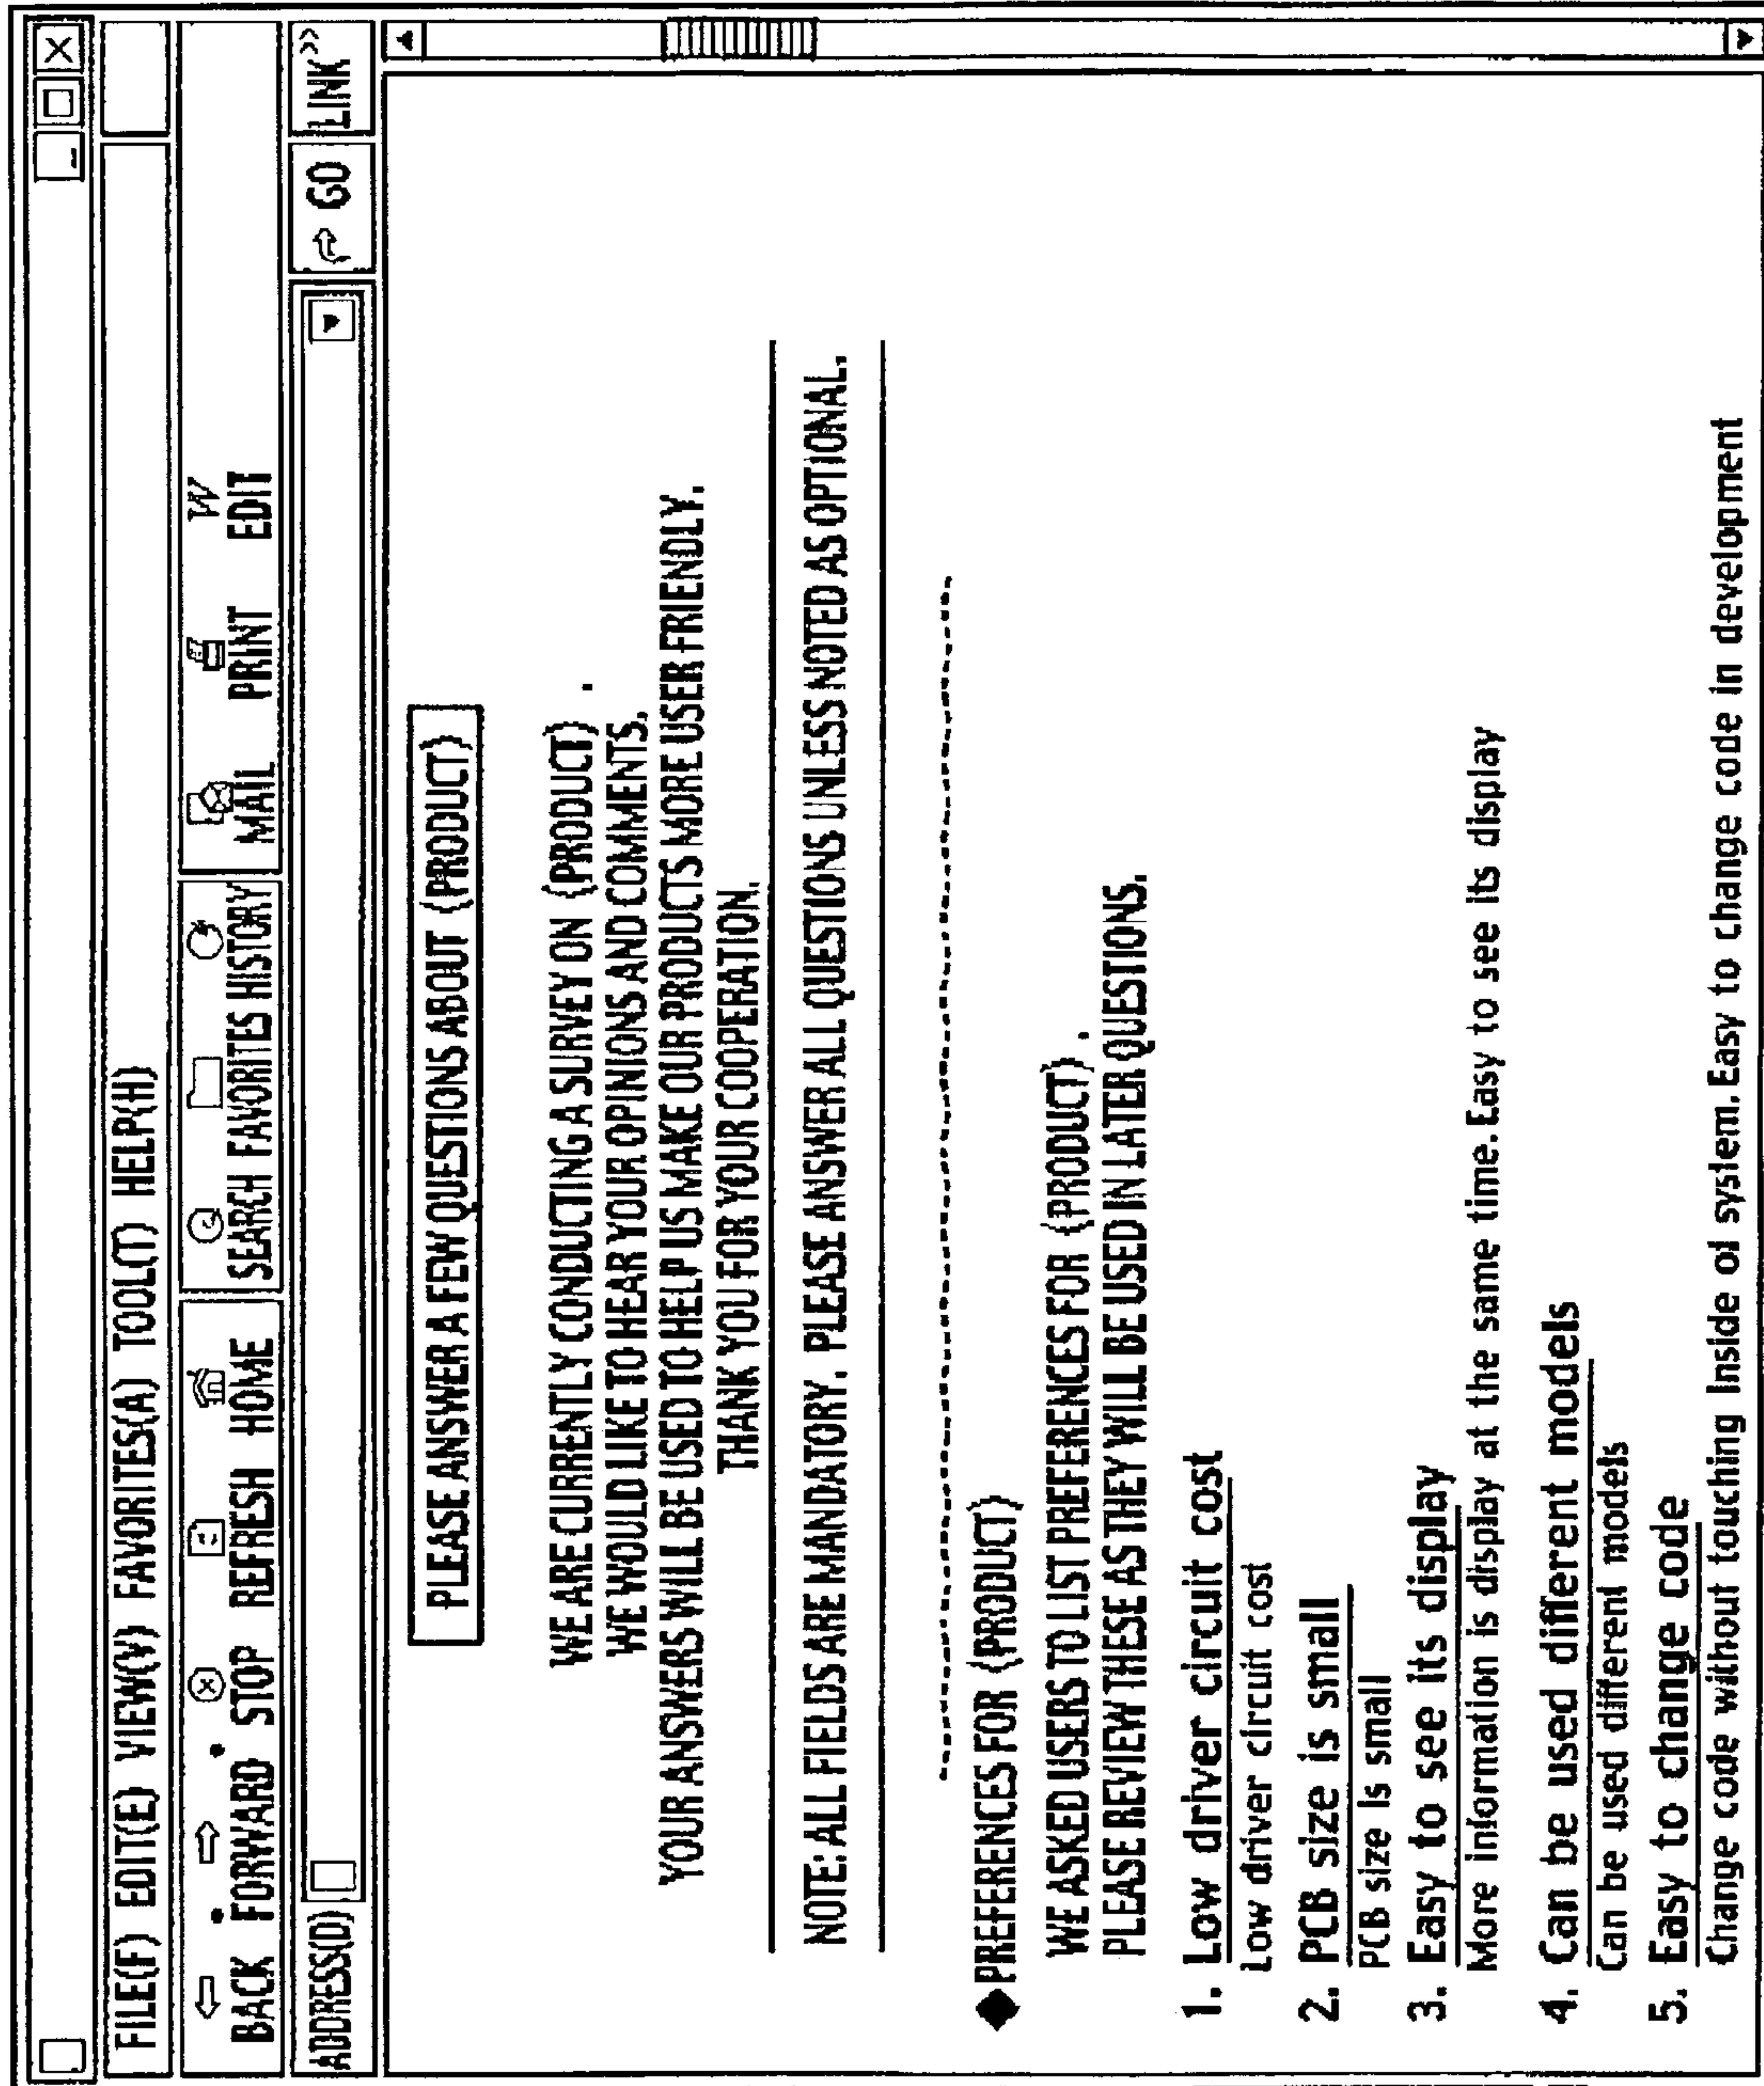 FILE(F) EDIT(E) VIEW(V) FAVORITES(A) TOOL(T) HELP(H)
BACK FORWARD STOP REFRESH HOME SEARCH FAVORITES HISTORY MAIL PRINT EDIT
W
ADDRESS(D) GO LINK »
PLEASE ANSWER A FEW QUESTIONS ABOUT {PRODUCT}
WE ARE CURRENTLY CONDUCTING A SURVEY ON {PRODUCT} .
WE WOULD LIKE TO HEAR YOUR OPINIONS AND COMMENTS.
YOUR ANSWERS WILL BE USED TO HELP US MAKE OUR PRODUCTS MORE USER FRIENDLY.
THANK YOU FOR YOUR COOPERATION.
NOTE: ALL FIELDS ARE MANDATORY. PLEASE ANSWER ALL QUESTIONS UNLESS NOTED AS OPTIONAL.
◆PREFERENCES FOR {PRODUCT}
WE ASKED USERS TO LIST PREFERENCES FOR {PRODUCT} .
PLEASE REVIEW THESE AS THEY WILL BE USED IN LATER QUESTIONS.
1. Low driver circuit cost
Low driver circuit cost
2. PCB size is small
PCB size is small
3. Easy to see its display
More information is display at the same time. Easy to see its display
4. Can be used different models
Can be used different models
5. Easy to change code
Change code without touching inside of system. Easy to change code in development